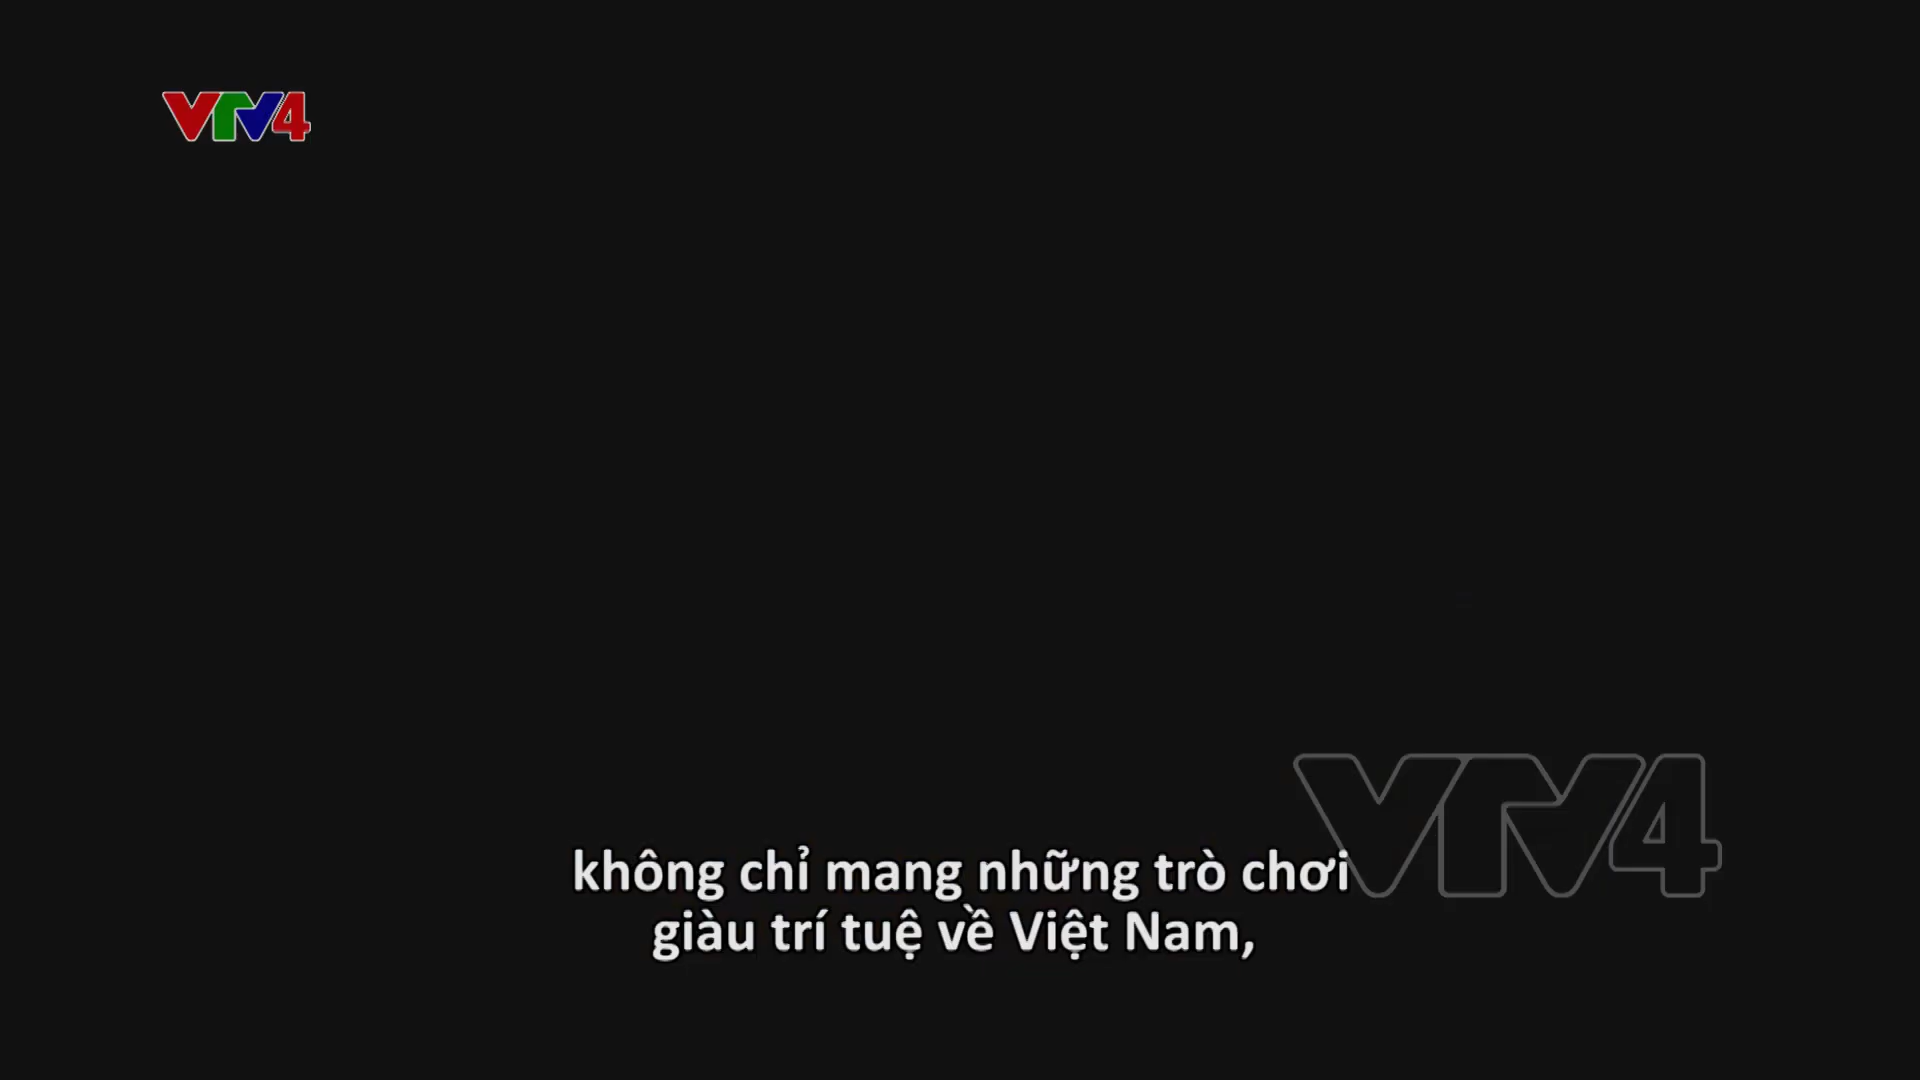 VTV4
VTV4
không chỉ mang những trò chơi
giàu trí tuệ về Việt Nam,